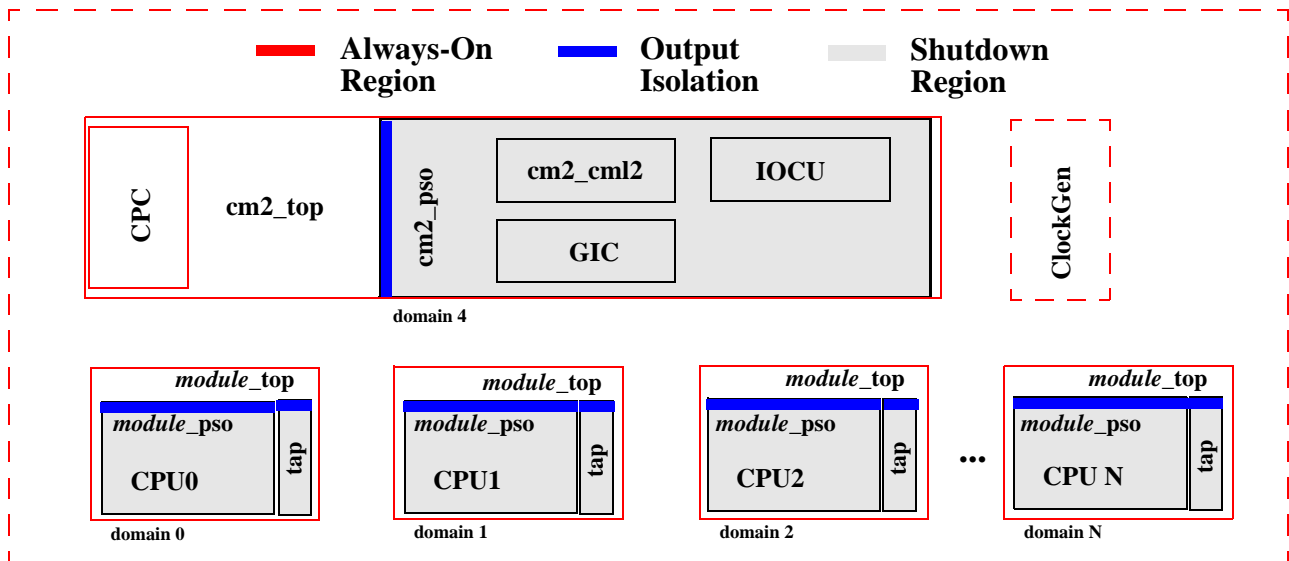 Always-On Region
Output Isolation
Shutdown Region
CPC
cm2_top
cm2_pso
cm2_cml2
IOCU
GIC
ClockGen
domain 4
module_top
module_pso
CPU0
tap
domain 0
module_top
module_pso
CPU1
tap
domain 1
module_top
module_pso
CPU2
tap
domain 2
...
module_top
module_pso
CPU N
tap
domain N